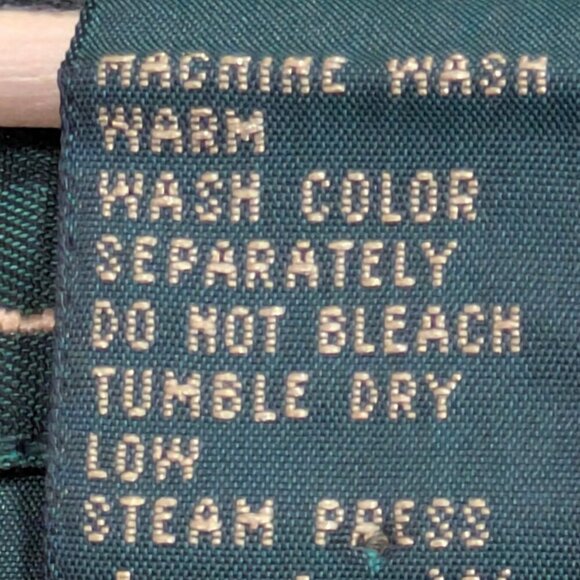 MACHINE WASH
WARM
WASH COLOR
SEPARATELY
DO NOT BLEACH
TUMBLE DRY
LOW
STEAM PRESS